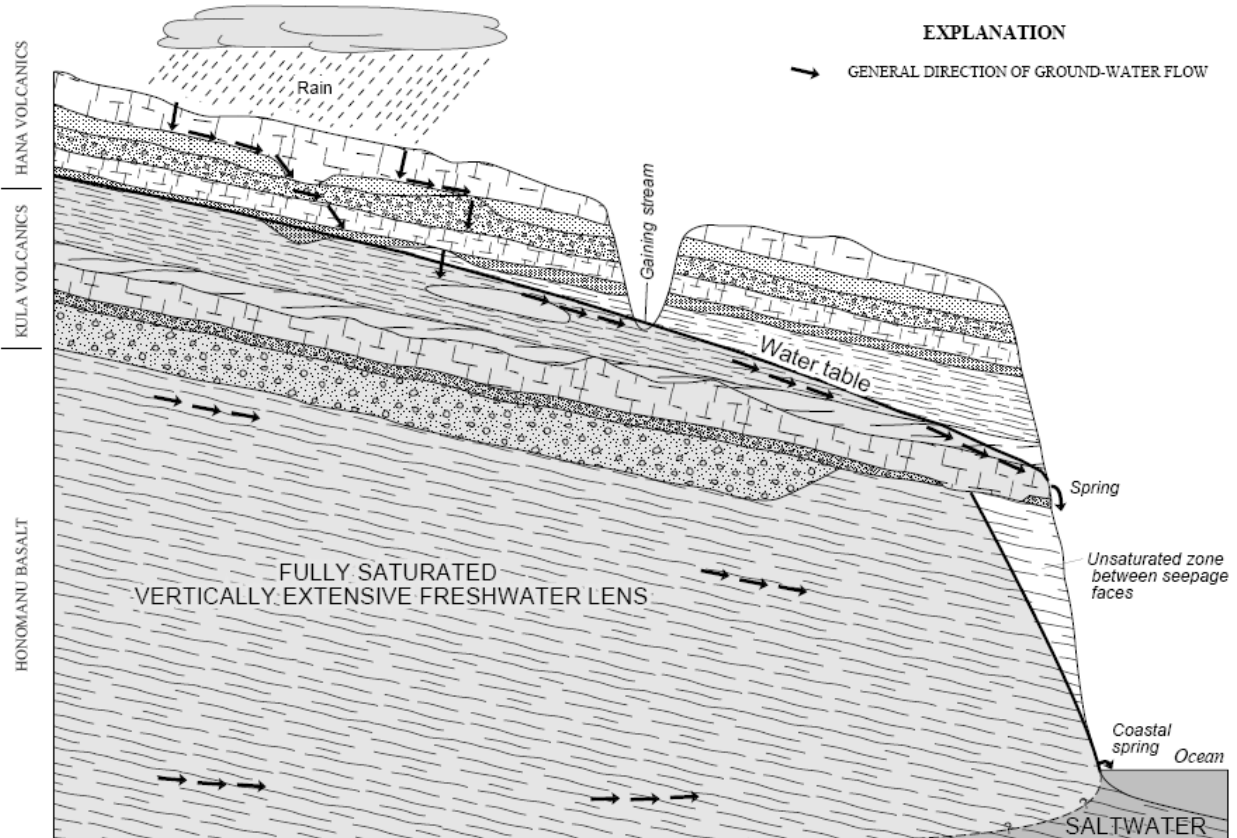 EXPLANATION
GENERAL DIRECTION OF GROUND-WATER FLOW
Rain
HANA VOLCANICS
KULA VOLCANICS
HONOMANU BASALT
Gaining stream
Water table
Spring
Unsaturated zone
between seepage
faces
FULLY SATURATED
VERTICALLY EXTENSIVE FRESHWATER LENS
Coastal
spring
Ocean
?
?
SALTWATER